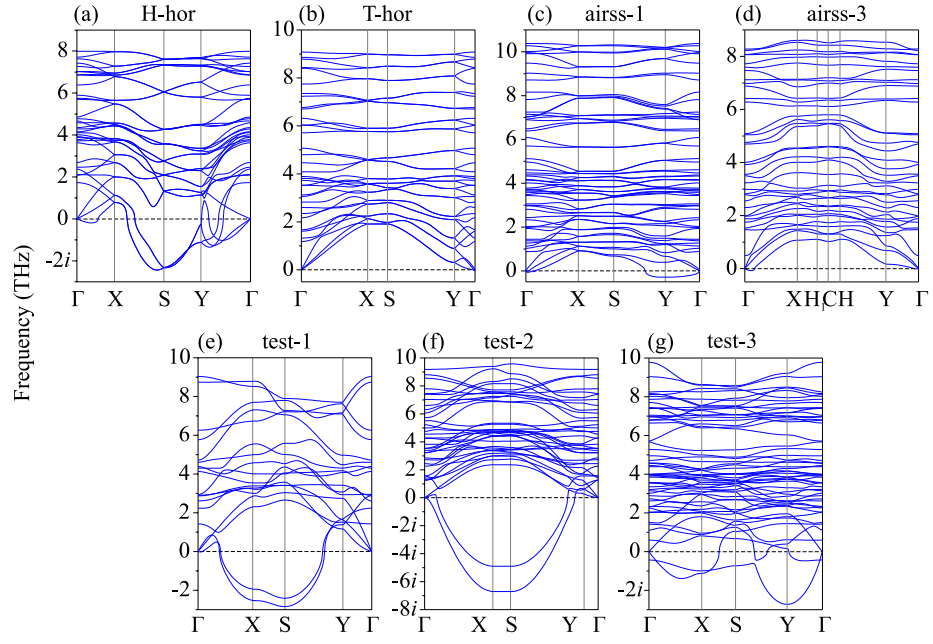 (a) H-hor
(b) T-hor
(c) airss-1
(d) airss-3
8
6
4
2
0
-2i
Γ X S Y Γ
10
8
6
4
2
0
Γ X S Y Γ
10
8
6
4
2
0
Γ X S Y Γ
8
6
4
2
0
Γ X H₁ C H Y Γ
Frequency (THz)
(e) test-1
(f) test-2
(g) test-3
10
8
6
4
2
0
-2
Γ X S Y Γ
10
8
6
4
2
0
-2i
-4i
-6i
-8i
Γ X S Y Γ
10
8
6
4
2
0
-2i
Γ X S Y Γ